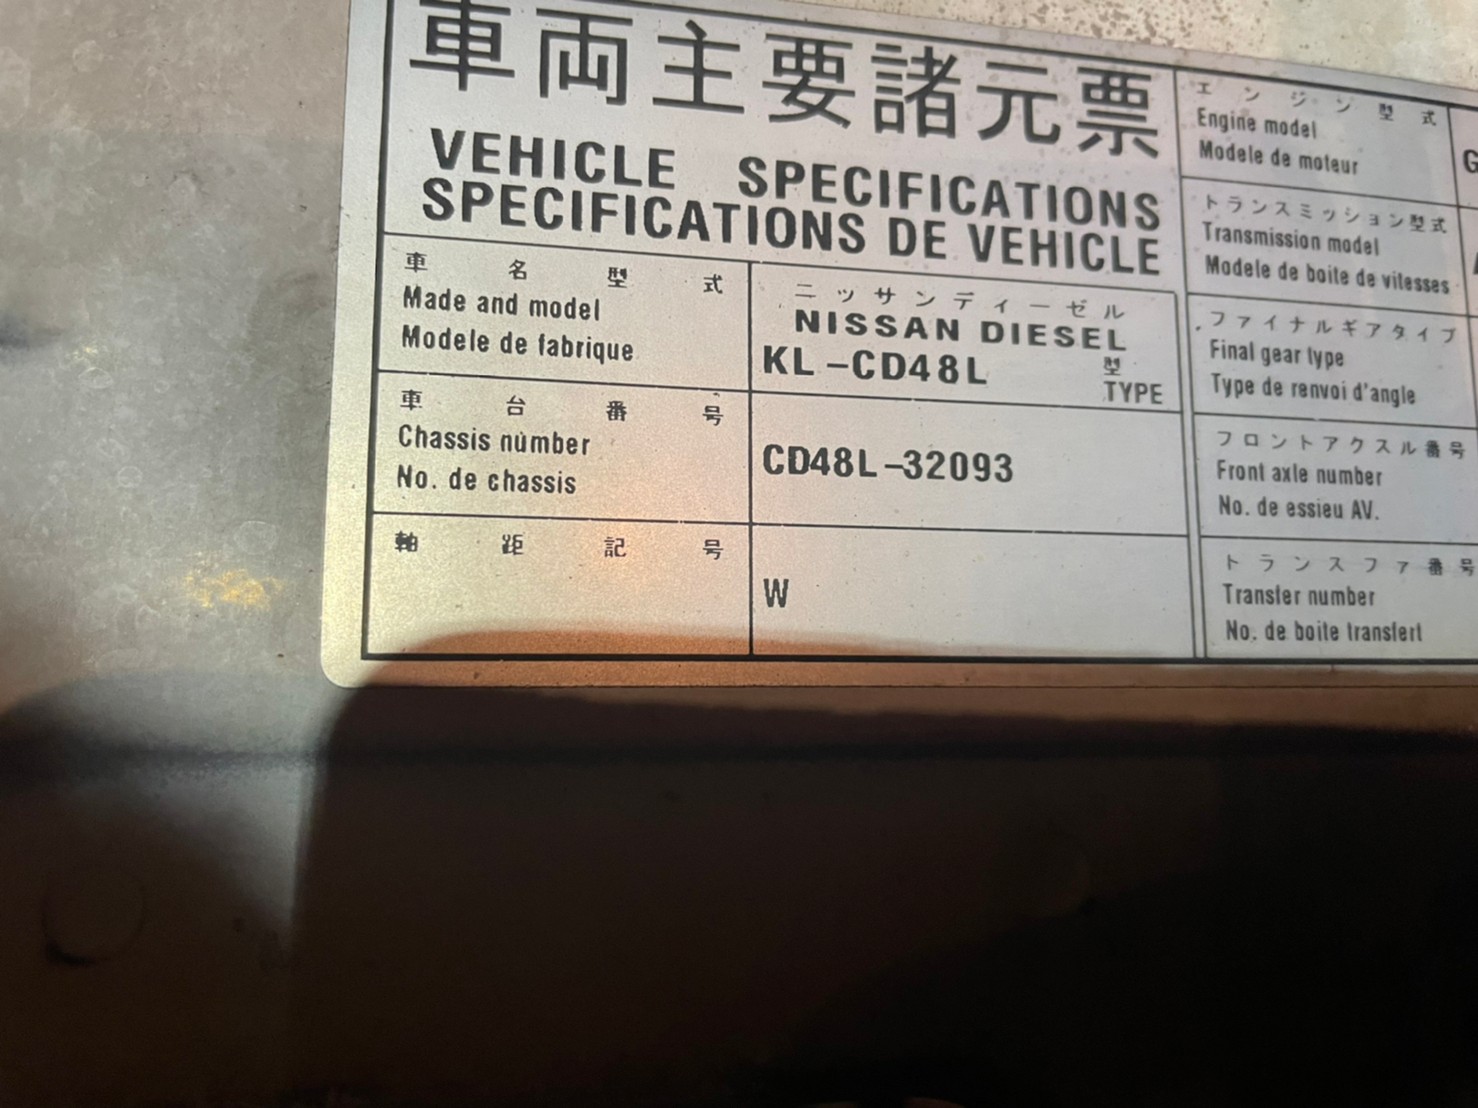 車両主要諸元票
VEHICLE SPECIFICATIONS
SPECIFICATIONS DE VEHICLE
車名型式
Made and model
Modele de fabrique
ニッサンディーゼル
NISSAN DIESEL
KL-CD48L 型
TYPE
車台番号
Chassis number
No. de chassis
CD48L-32093
軸距記号
W
エンジン型式
Engine model
Modele de moteur
G
トランスミッション型式
Transmission model
Modele de boite de vitesses
ファイナルギアタイプ
Final gear type
Type de renvoi d'angle
フロントアクスル番号
Front axle number
No. de essieu AV.
トランスファ番号
Transfer number
No. de boite transfert